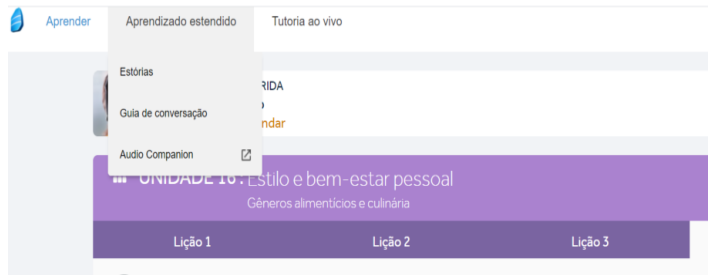 Aprender Aprendizado estendido Tutoria ao vivo
Estórias
RIDA
Guia de conversação
ndar
Audio Companion
UNIDADE 16: Estilo e bem-estar pessoal
Gêneros alimentícios e culinária
Lição 1 Lição 2 Lição 3